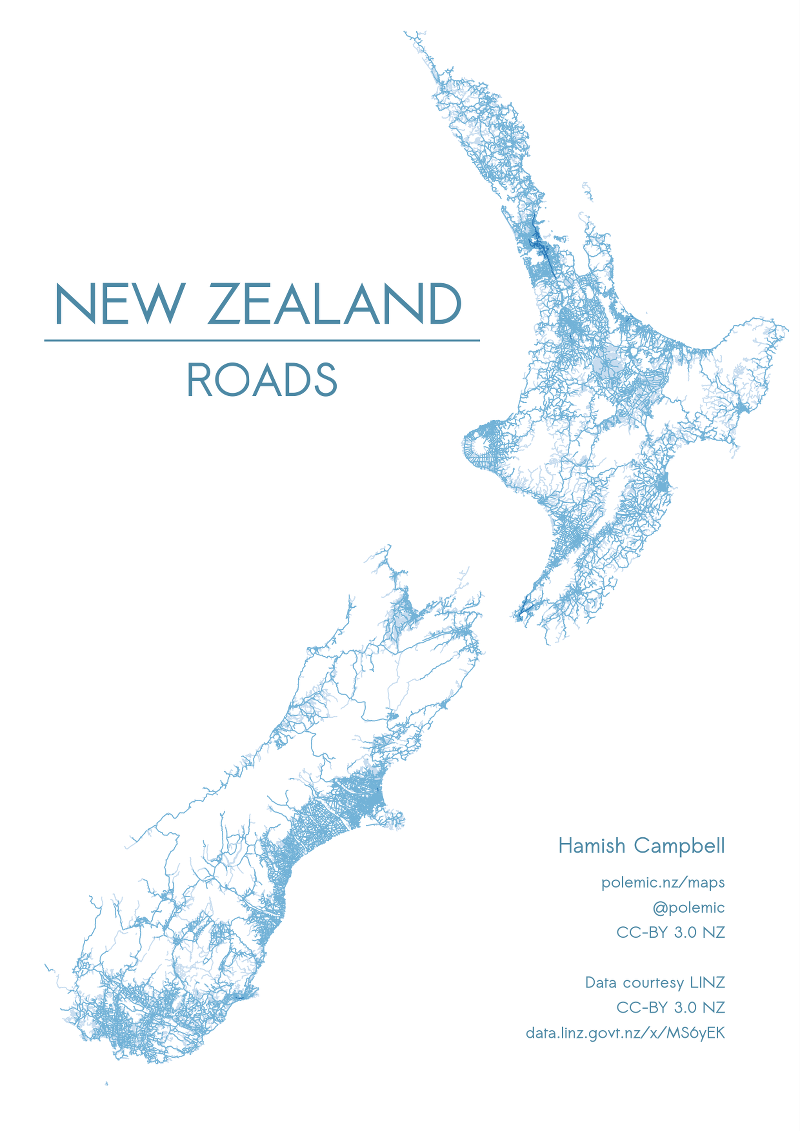 NEW ZEALAND
ROADS
Hamish Campbell
polemic.nz/maps
@polemic
CC-BY 3.0 NZ
Data courtesy LINZ
CC-BY 3.0 NZ
data.linz.govt.nz/x/MS6yEK